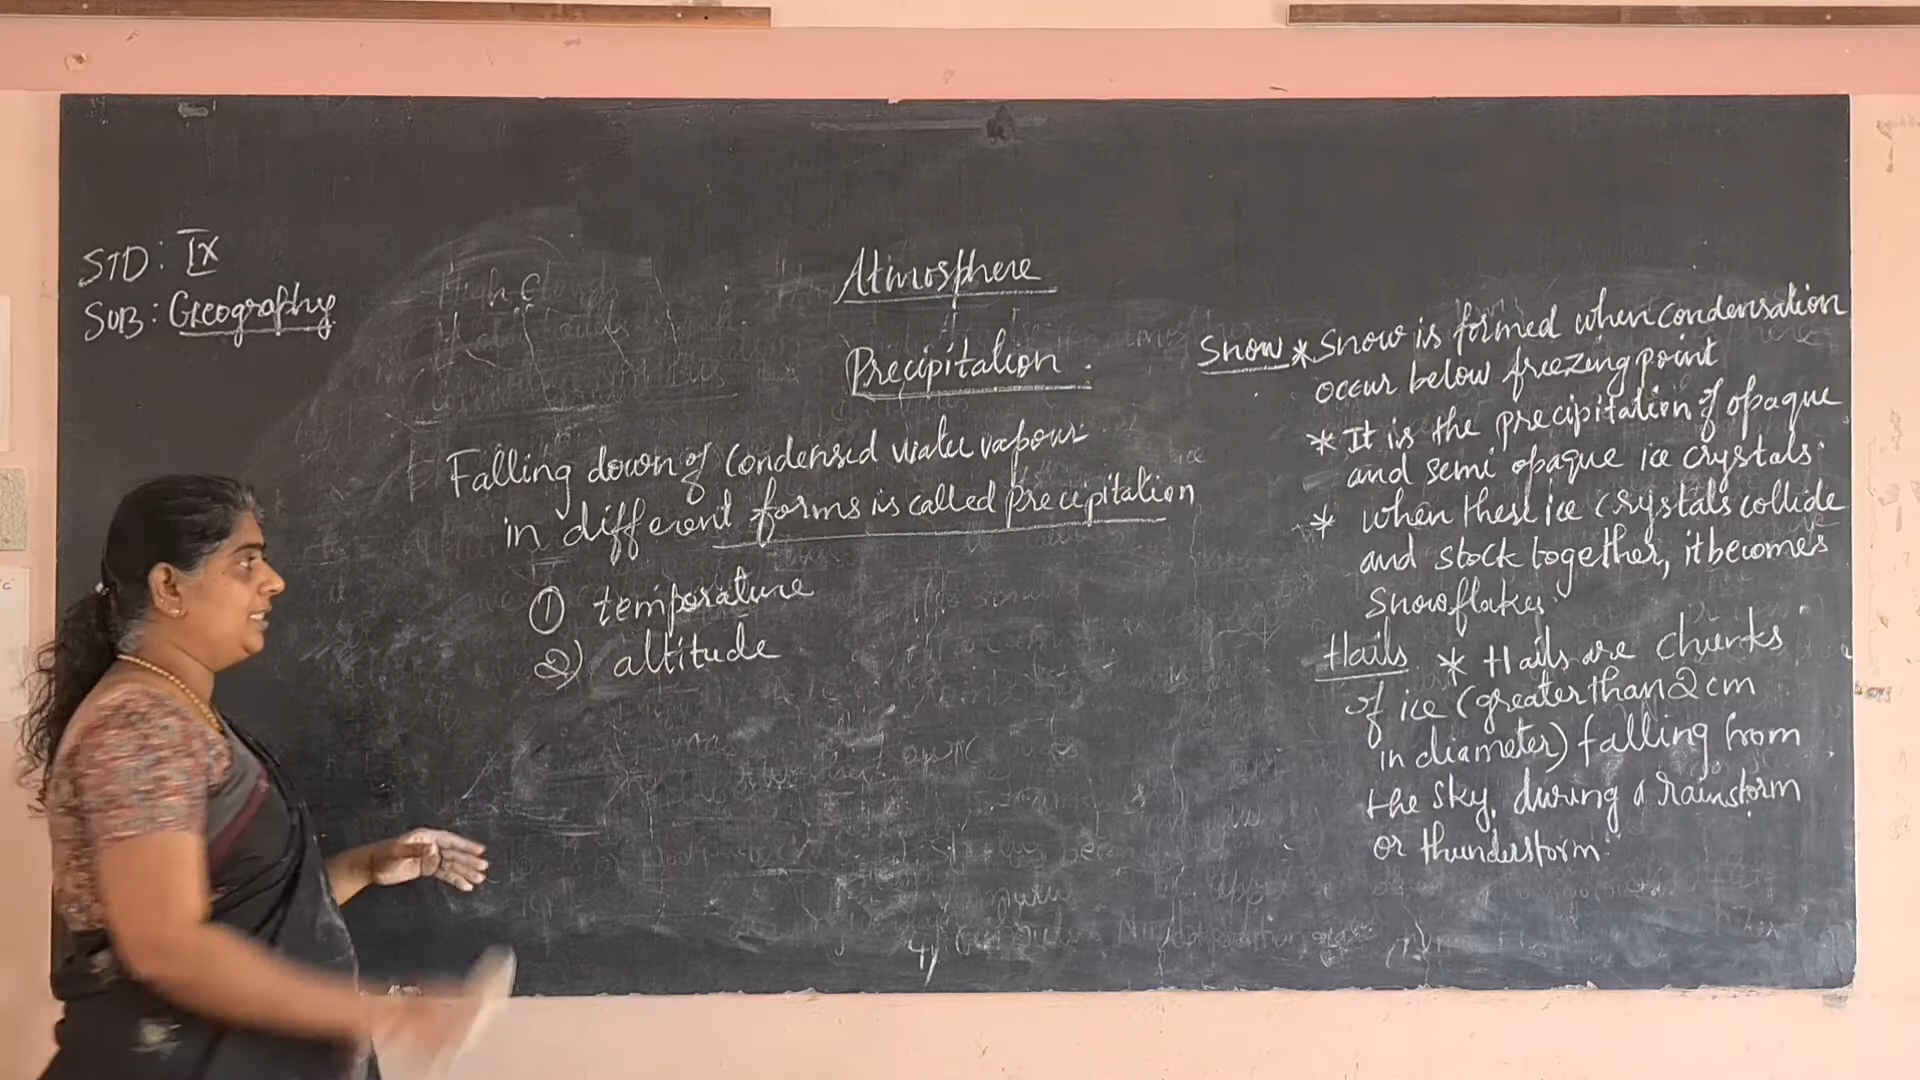 STD: IX
SUB: Geography
Atmosphere
Precipitation.
Falling down of condensed water vapour
in different forms is called precipitation
① temperature
② altitude
Snow * Snow is formed when condensation
occur below freezing point
* It is the precipitation of opaque
and semi opaque ice crystals.
* when these ice crystals collide
and stock together, it becomes
Snowflakes.
Hails * Hails are chunks
of ice (greater than 2 cm
in diameter) falling from
the sky, during a rainstorm
or thunderstorm.